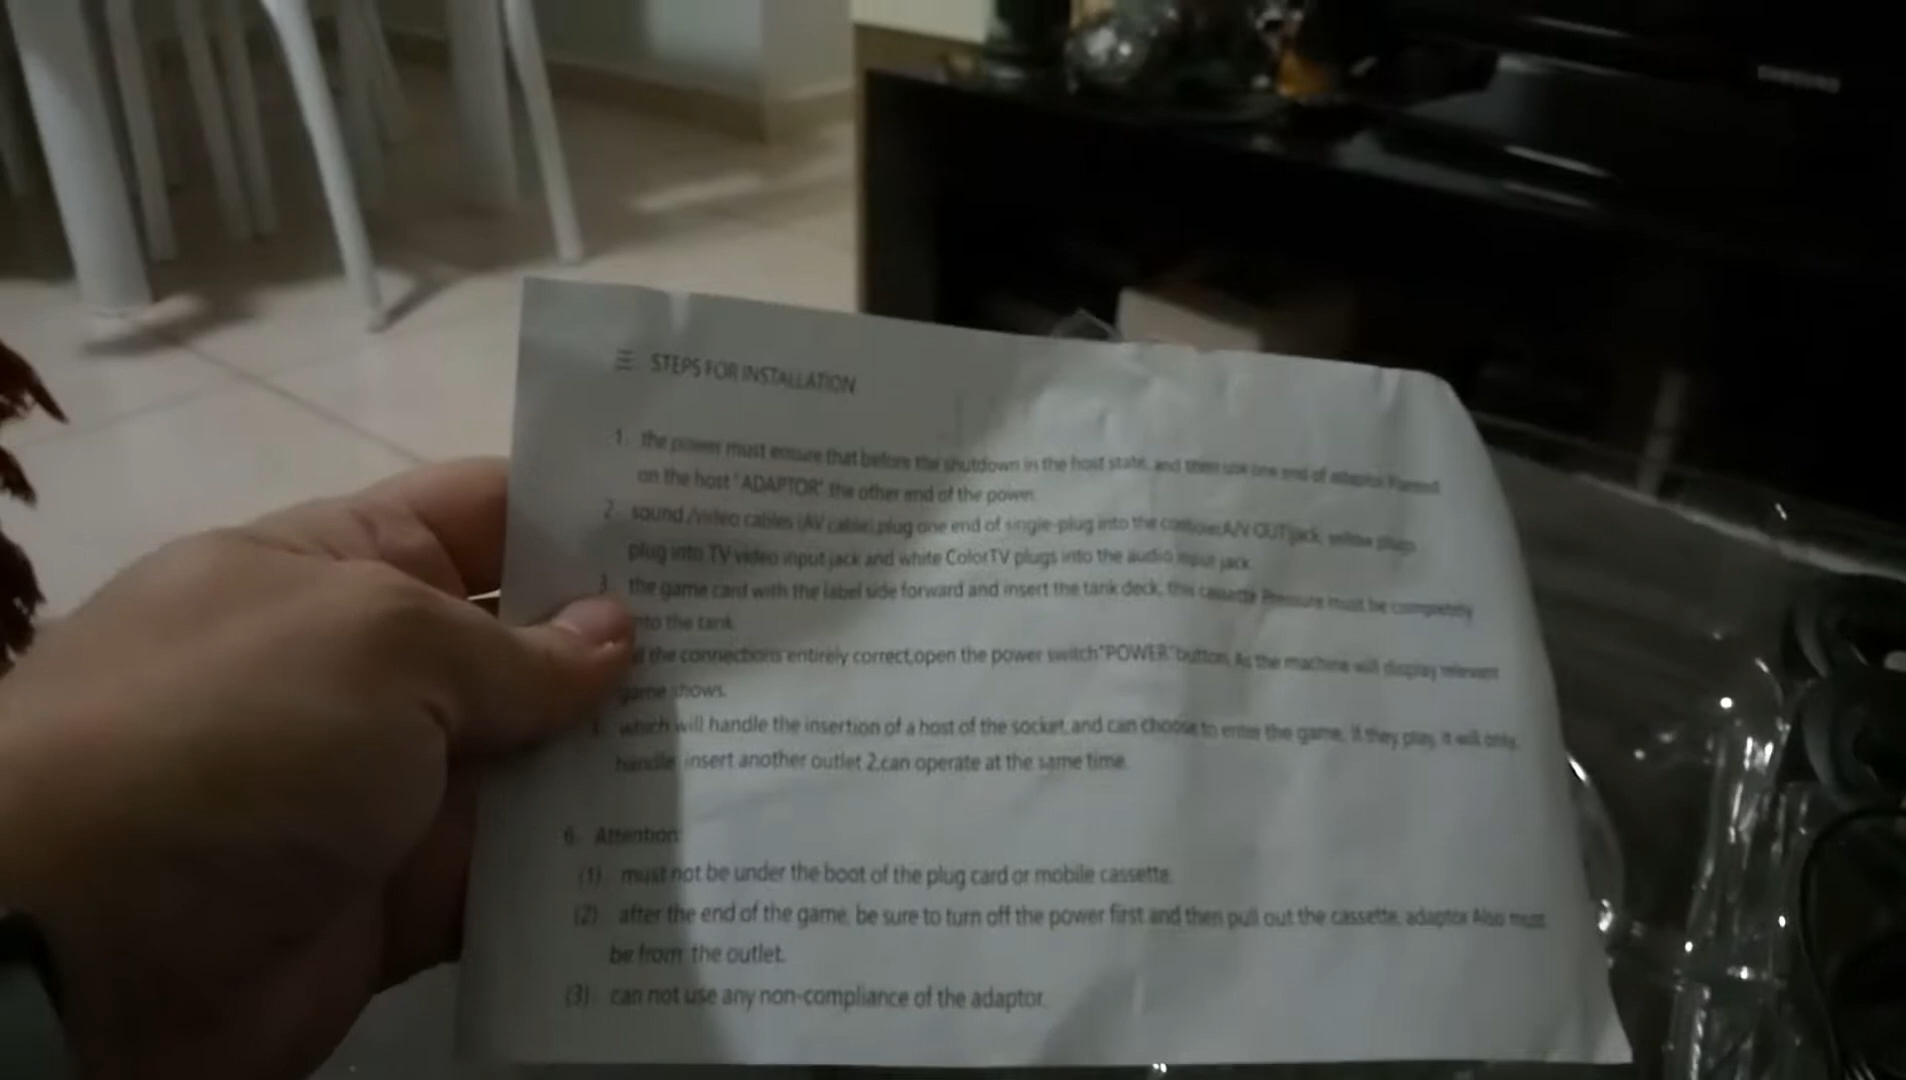 三 STEPS FOR INSTALLATION
1. the power must ensure that before the shutdown in the host state, and then use one end of adaptor
on the host "ADAPTOR" the other end of the power.
2. sound /video cables (AV cable),plug one end of single-plug into the A/V OUT jack, yellow plugs
plug into TV video input jack and white ColorTV plugs into the audio input jack.
3. the game card with the label side forward and insert the tank deck, this cassette Pressure must be completely
into the tank.
the connections entirely correct,open the power switch"POWER"button, As the machine will display relevant
game shows.
which will handle the insertion of a host of the socket, and can choose to enter the game, if they play, it will only
handle insert another outlet 2,can operate at the same time.
6. Attention:
(1) must not be under the boot of the plug card or mobile cassette.
(2) after the end of the game, be sure to turn off the power first and then pull out the cassette, adaptor Also must
be from the outlet.
(3) can not use any non-compliance of the adaptor.